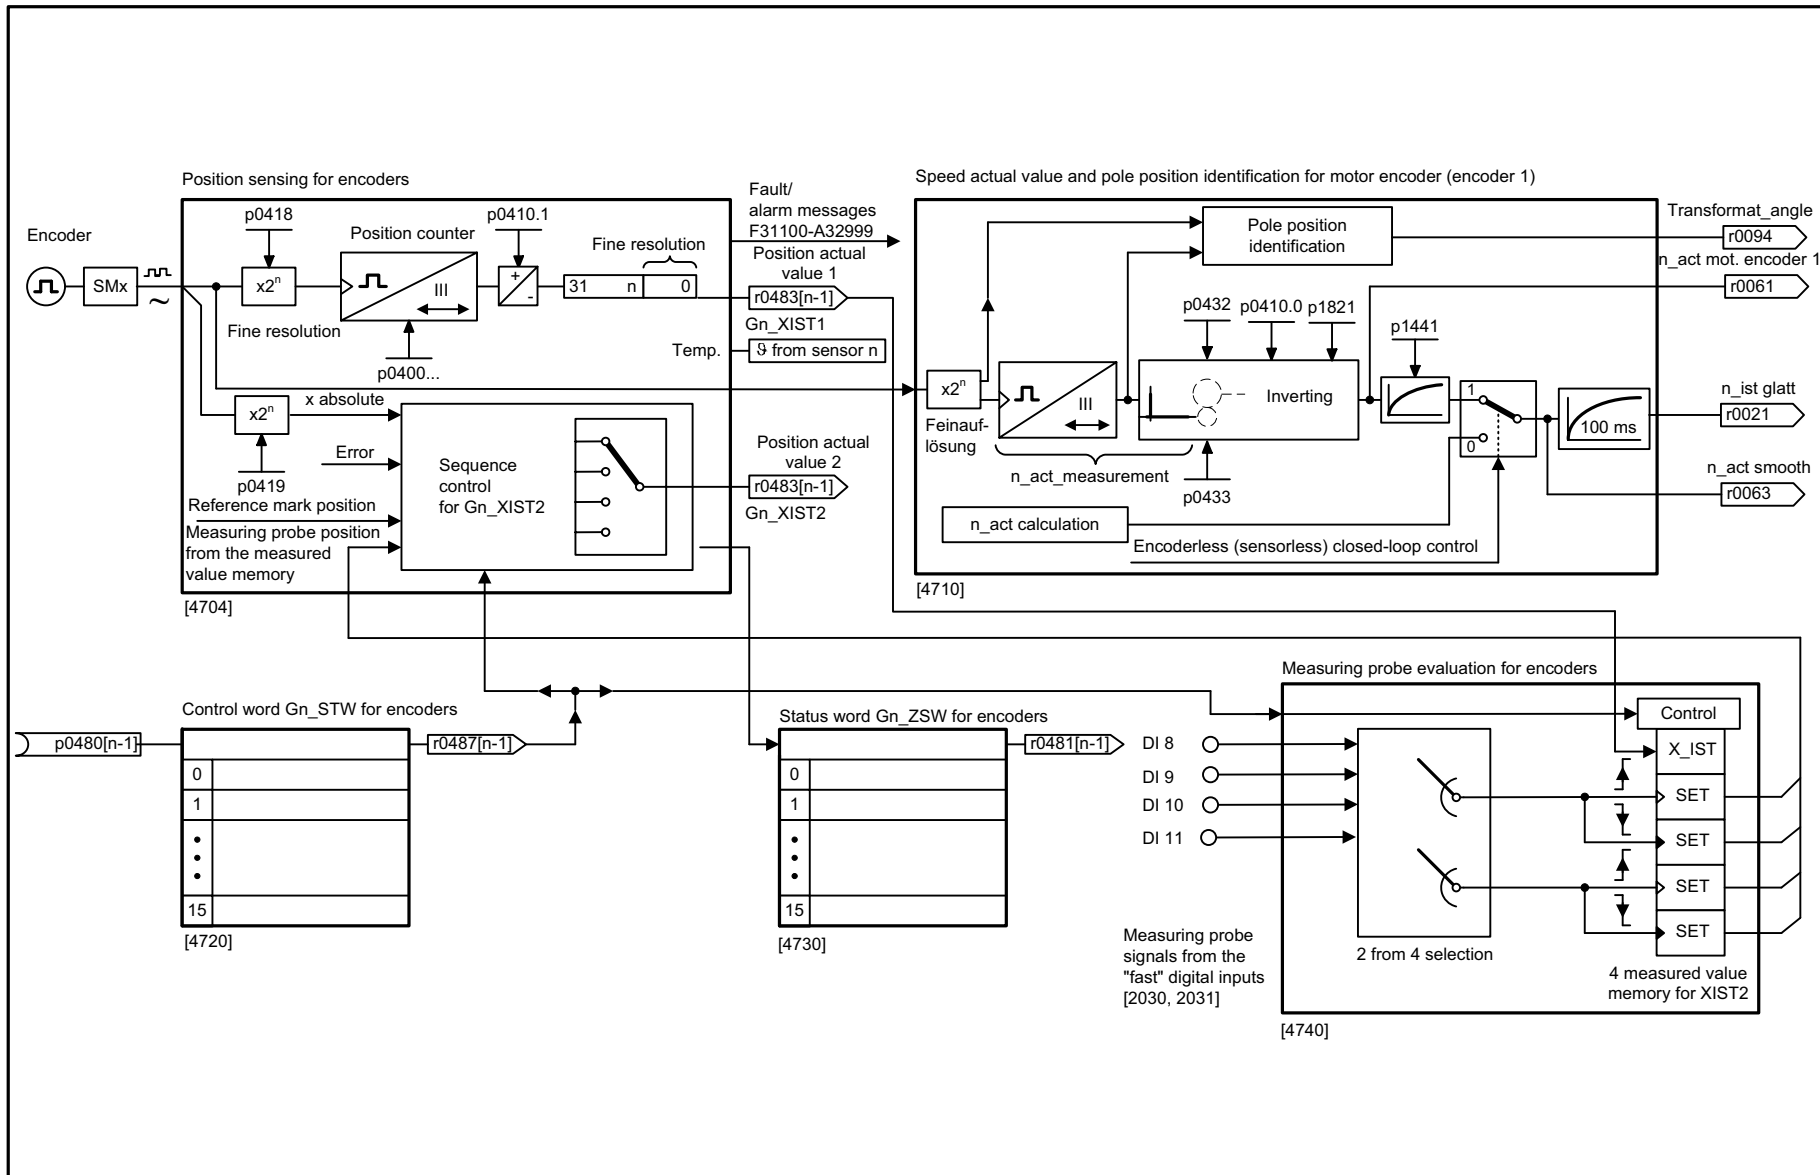 Position sensing for encoders
Encoder
SMx
p0418
Position counter
p0410.1
Fine resolution
x2ⁿ
III
+
-
31 n 0
Fine resolution
p0400...
x2ⁿ
x absolute
p0419
Error
Reference mark position
Measuring probe position
from the measured
value memory
Sequence
control
for Gn_XIST2
[4704]
Fault/
alarm messages
F31100-A32999
Position actual
value 1
r0483[n-1]
Gn_XIST1
Temp.
ϑ from sensor n
Position actual
value 2
r0483[n-1]
Gn_XIST2
Speed actual value and pole position identification for motor encoder (encoder 1)
Pole position
identification
Transformat_angle
r0094
n_act mot. encoder 1
r0061
p0432
p0410.0
p1821
p1441
x2ⁿ
Feinauf-
lösung
III
Inverting
n_act_measurement
p0433
1
0
100 ms
n_ist glatt
r0021
n_act smooth
r0063
n_act calculation
Encoderless (sensorless) closed-loop control
[4710]
Control word Gn_STW for encoders
p0480[n-1]
r0487[n-1]
0
1
15
[4720]
Status word Gn_ZSW for encoders
r0481[n-1]
0
1
15
[4730]
Measuring probe evaluation for encoders
DI 8
DI 9
DI 10
DI 11
Measuring probe
signals from the
"fast" digital inputs
[2030, 2031]
2 from 4 selection
Control
X_IST
SET
SET
SET
SET
4 measured value
memory for XIST2
[4740]